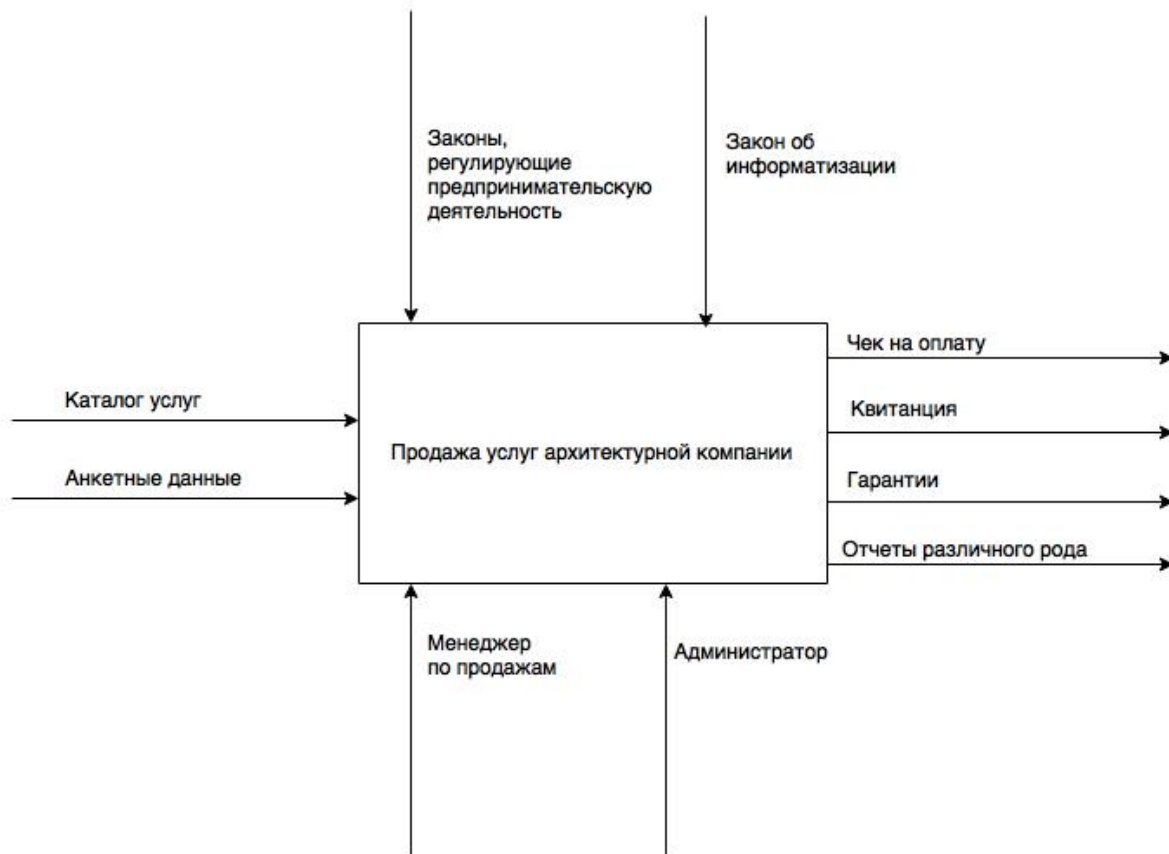 Законы,
регулирующие
предпринимательскую
деятельность
Закон об
информатизации
Каталог услуг
Анкетные данные
Продажа услуг архитектурной компании
Чек на оплату
Квитанция
Гарантии
Отчеты различного рода
Менеджер
по продажам
Администратор